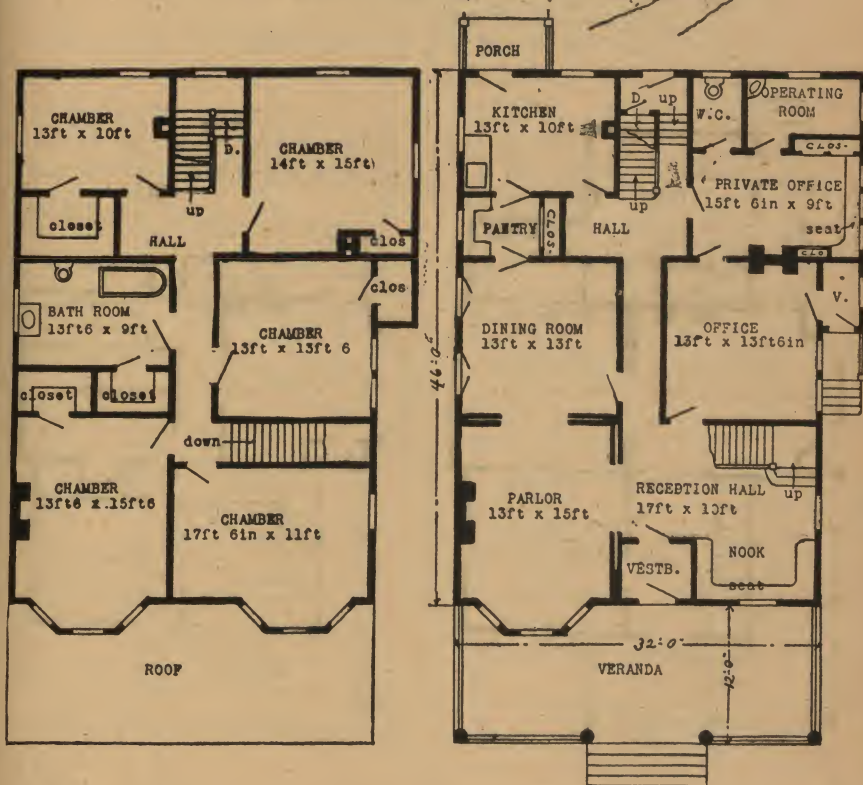 CHAMBER
13ft x 10ft
closet
D.
up
HALL
CHAMBER
14ft x 15ft
clos
clos
BATH ROOM
13ft6 x 9ft
CHAMBER
13ft x 13ft 6
closet
closet
down
CHAMBER
13ft6 x 15ft6
CHAMBER
17ft 6in x 11ft
ROOF
46'-0"
PORCH
KITCHEN
13ft x 10ft
D.
up
up
W.C.
OPERATING
ROOM
CLOS-
PRIVATE OFFICE
15ft 6in x 9ft
seat
CLO
PANTRY
CLOS-
HALL
DINING ROOM
13ft x 13ft
OFFICE
13ft x 13ft6in
V.
PARLOR
13ft x 15ft
RECEPTION HALL
17ft x 13ft
up
VESTB.
NOOK
seat
32'-0"
VERANDA
12'-0"